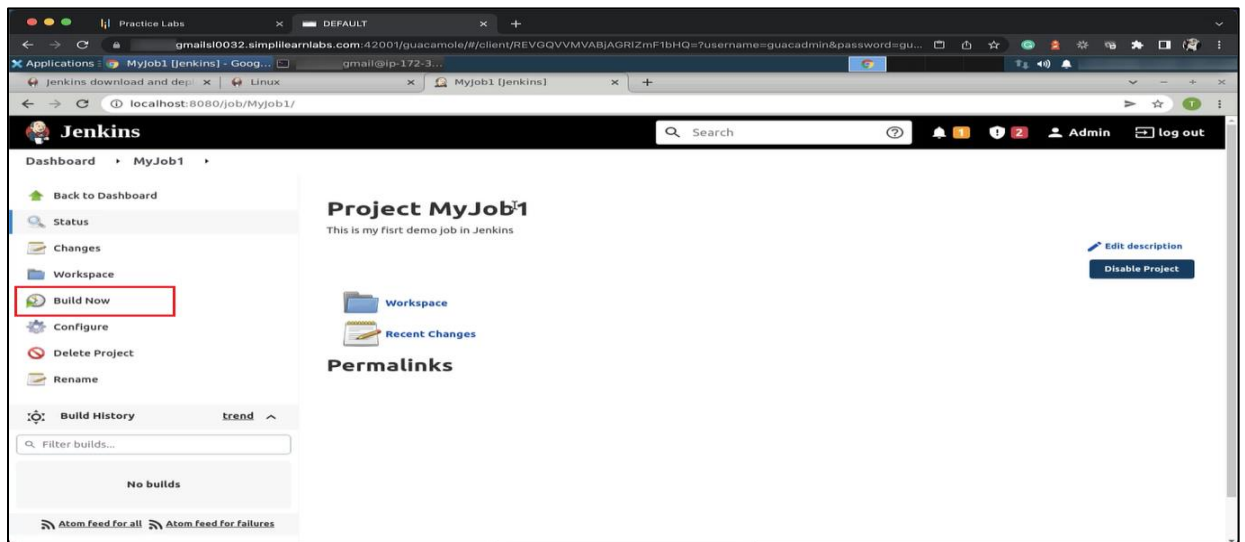 Practice Labs
DEFAULT
gmailsl0032.simplilearnlabs.com:42001/guacamole/#/client/REVGQVVMVABjAGRIZmF1bHQ=?username=guacadmin&password=gu...
Applications
MyJob1 [Jenkins] - Goog...
gmail@ip-172-3...
Jenkins download and dep
Linux
MyJob1 [Jenkins]
localhost:8080/job/MyJob1/
T
Jenkins
Search
1
2
Admin
log out
Dashboard
MyJob1
Back to Dashboard
Status
Changes
Workspace
Build Now
Configure
Delete Project
Rename
Build History
trend
Filter builds...
No builds
Atom feed for all
Atom feed for failures
Project MyJob1
This is my fisrt demo job in Jenkins
Edit description
Disable Project
Workspace
Recent Changes
Permalinks